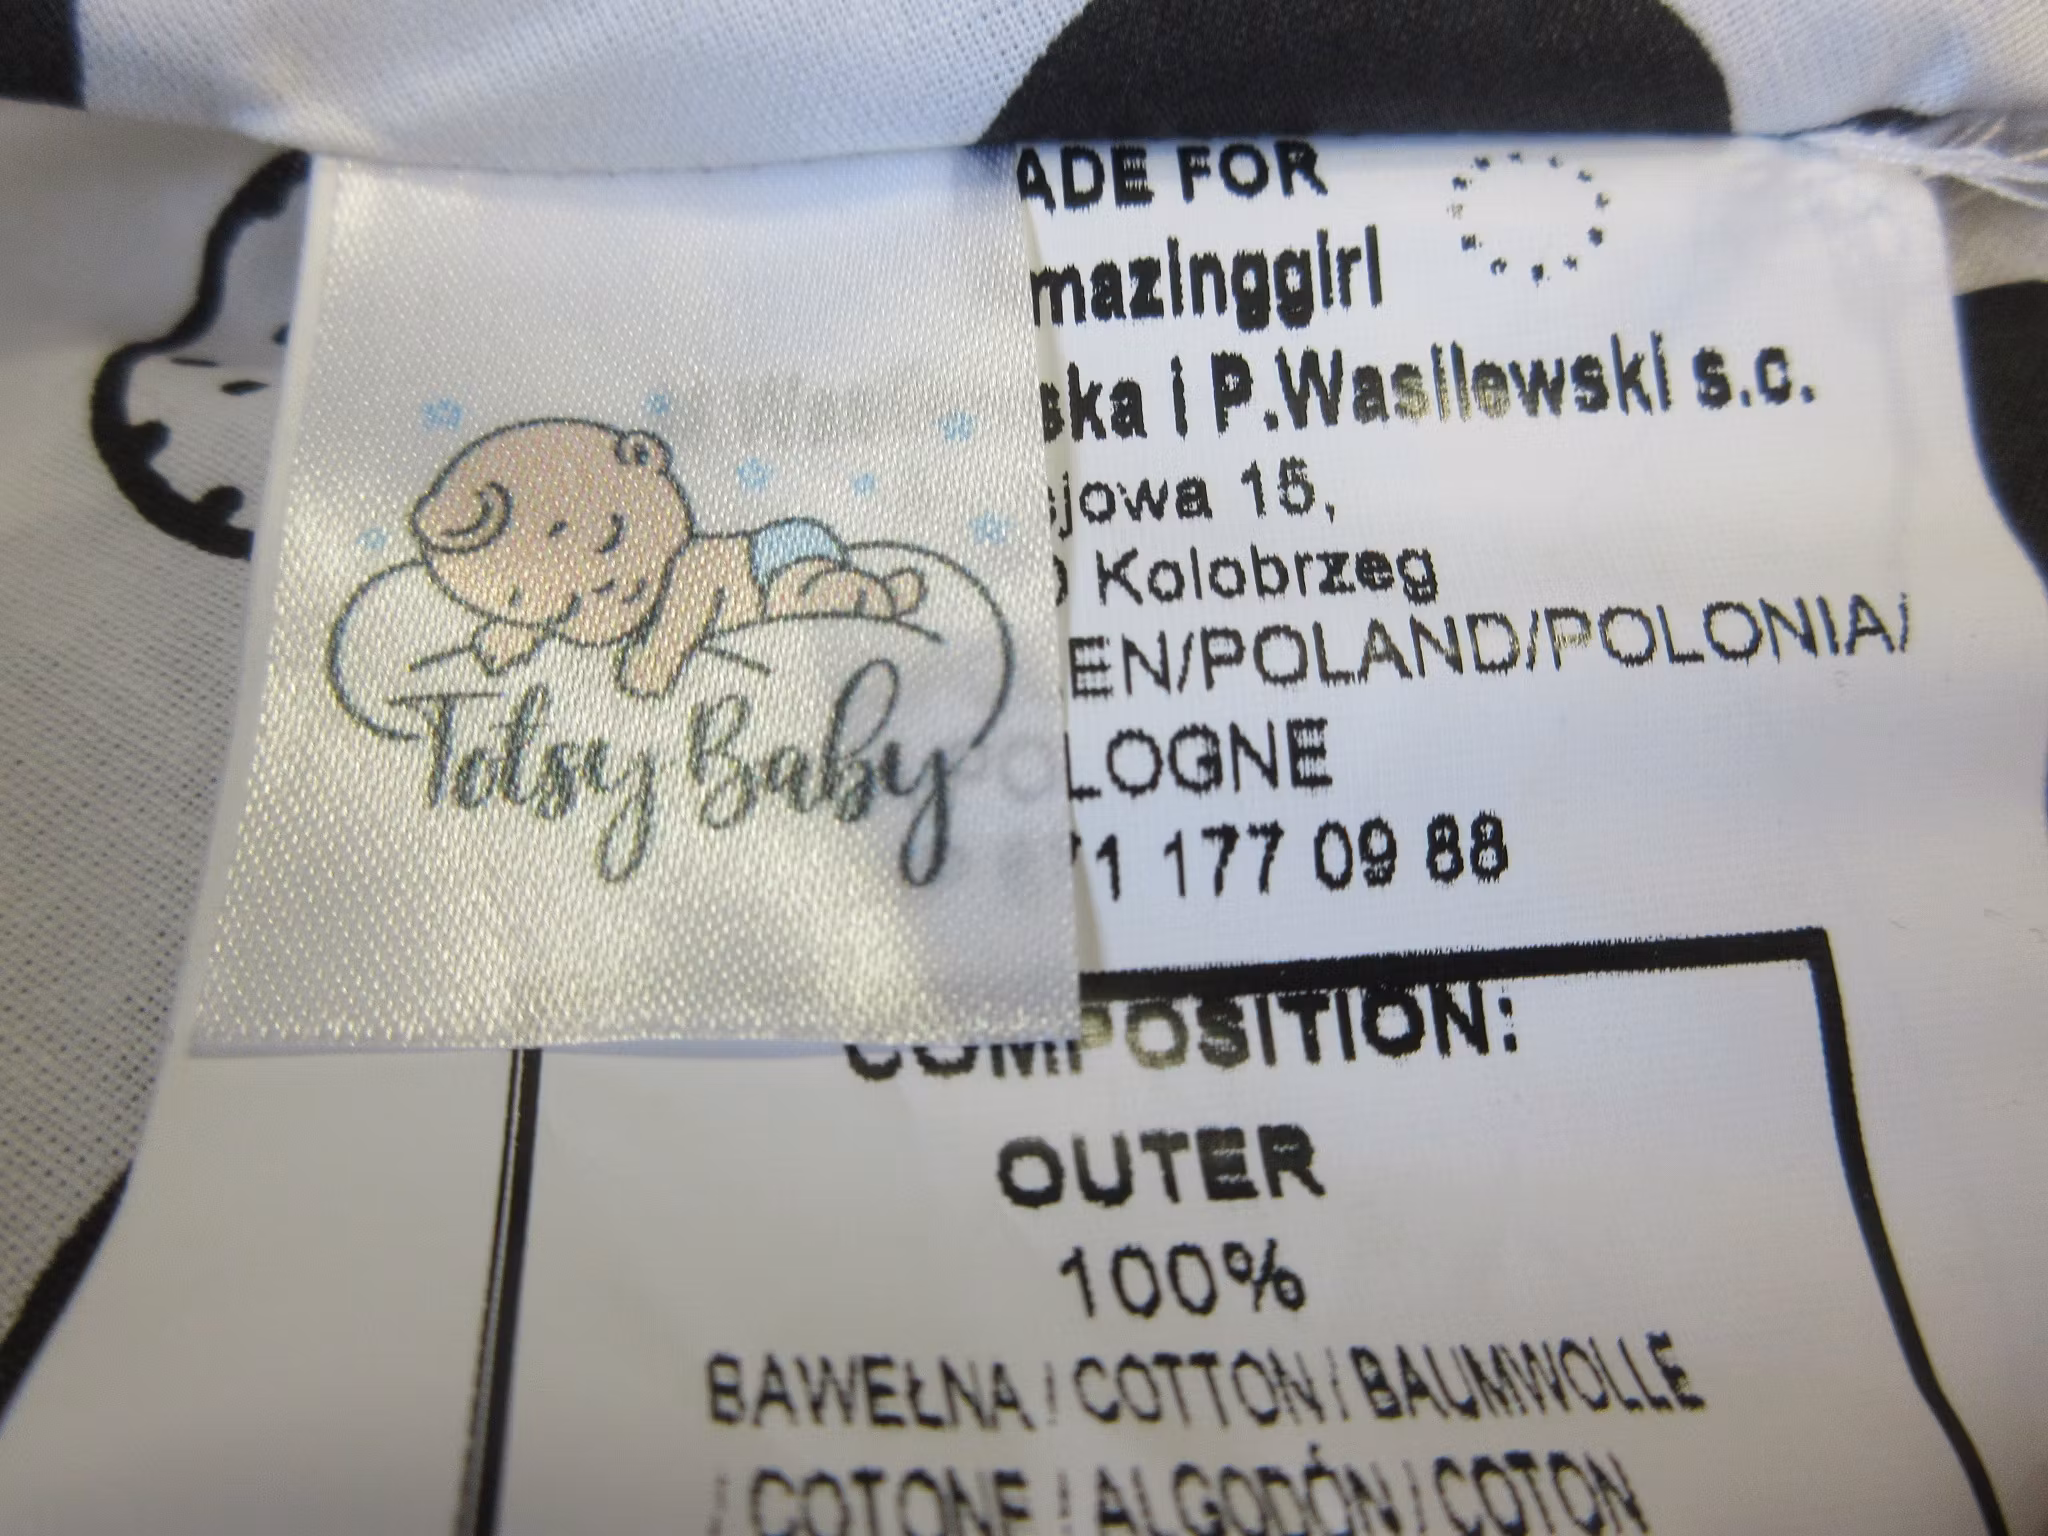 Totsy Baby
ADE FOR
mazinggirl
ska i P.Wasilewski s.c.
jowa 15,
Kolobrzeg
EN/POLAND/POLONIA/
LOGNE
71 177 09 88
COMPOSITION:
OUTER
100%
BAWEŁNA / COTTON / BAUMWOLLE
/ COTONE / ALGODÓN / COTON